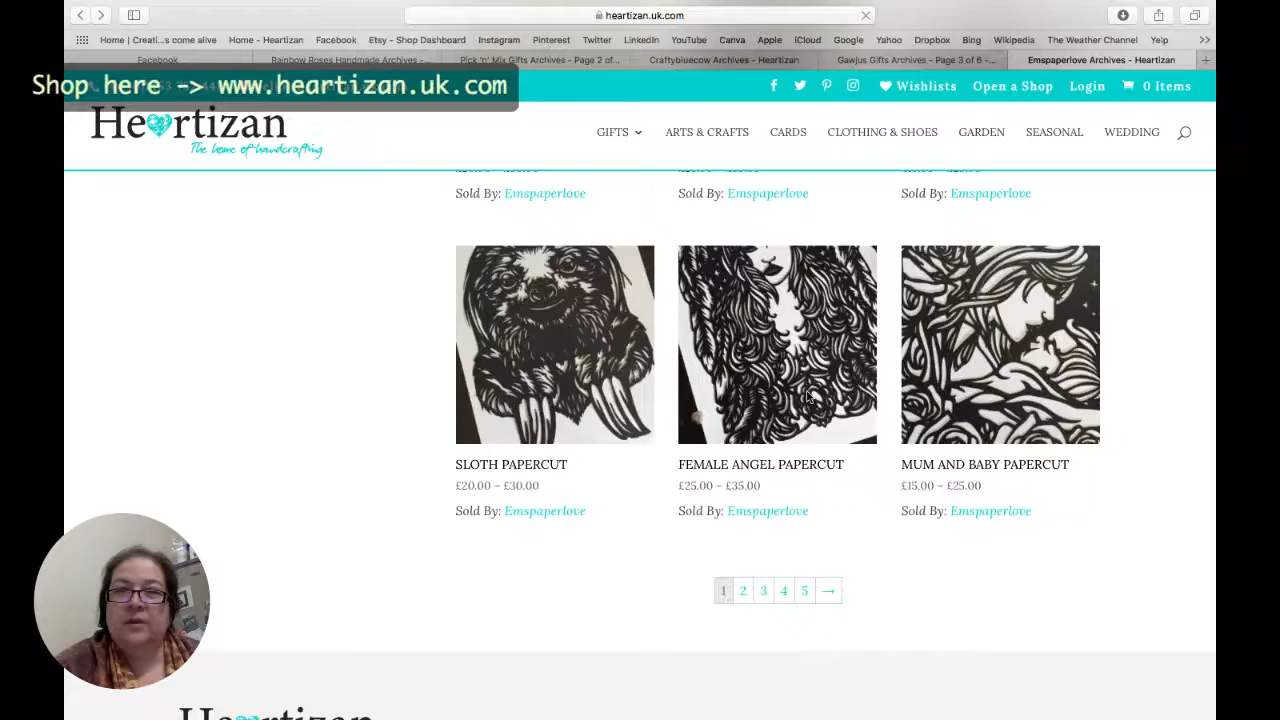 heartizan.uk.com
Home | Creati...s come alive Home - Heartizan Facebook Etsy - Shop Dashboard Instagram Pinterest Twitter LinkedIn YouTube Canva Apple iCloud Google Yahoo Dropbox Bing Wikipedia The Weather Channel Yelp >>
Facebook Rainbow Roses Handmade Archives - Pick 'n' Mix Gifts Archives - Page 2 of... Craftybluecow Archives - Heartizan Gawjus Gifts Archives - Page 3 of 6 -... Emspaperlove Archives - Heartizan
Shop here -> www.heartizan.uk.com
Wishlists Open a Shop Login 0 Items
Heartizan
The home of handcrafting
GIFTS ARTS & CRAFTS CARDS CLOTHING & SHOES GARDEN SEASONAL WEDDING
Sold By: Emspaperlove Sold By: Emspaperlove Sold By: Emspaperlove
SLOTH PAPERCUT FEMALE ANGEL PAPERCUT MUM AND BABY PAPERCUT
£20.00 – £30.00 £25.00 – £35.00 £15.00 – £25.00
Sold By: Emspaperlove Sold By: Emspaperlove Sold By: Emspaperlove
1 2 3 4 5 →
Heartizan